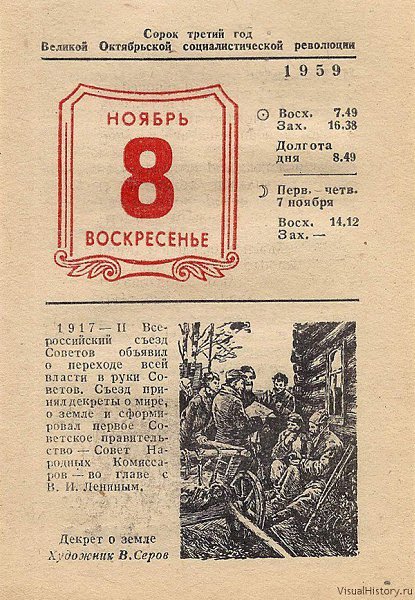 Сорок третий год
Великой Октябрьской социалистической революции
1959
НОЯБРЬ
8
ВОСКРЕСЕНЬЕ
Восх. 7.49
Зах. 16.38
Долгота
дня 8.49
Перв. четв.
7 ноября
Восх. 14.12
Зах. —
1917 — II Все-
российский съезд
Советов объявил
о переходе всей
власти в руки Со-
ветов. Съезд при-
нял декреты о мире,
о земле и сформи-
ровал первое Со-
ветское правитель-
ство — Совет На-
родных Комисса-
ров — во главе с
В. И. Лениным.
Декрет о земле
Художник В. Серов
VisualHistory.ru